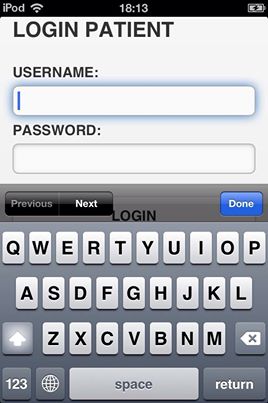 iPod 18:13
LOGIN PATIENT
USERNAME:
PASSWORD:
Previous Next Done
LOGIN
Q W E R T Y U I O P
A S D F G H J K L
Z X C V B N M
123 space return